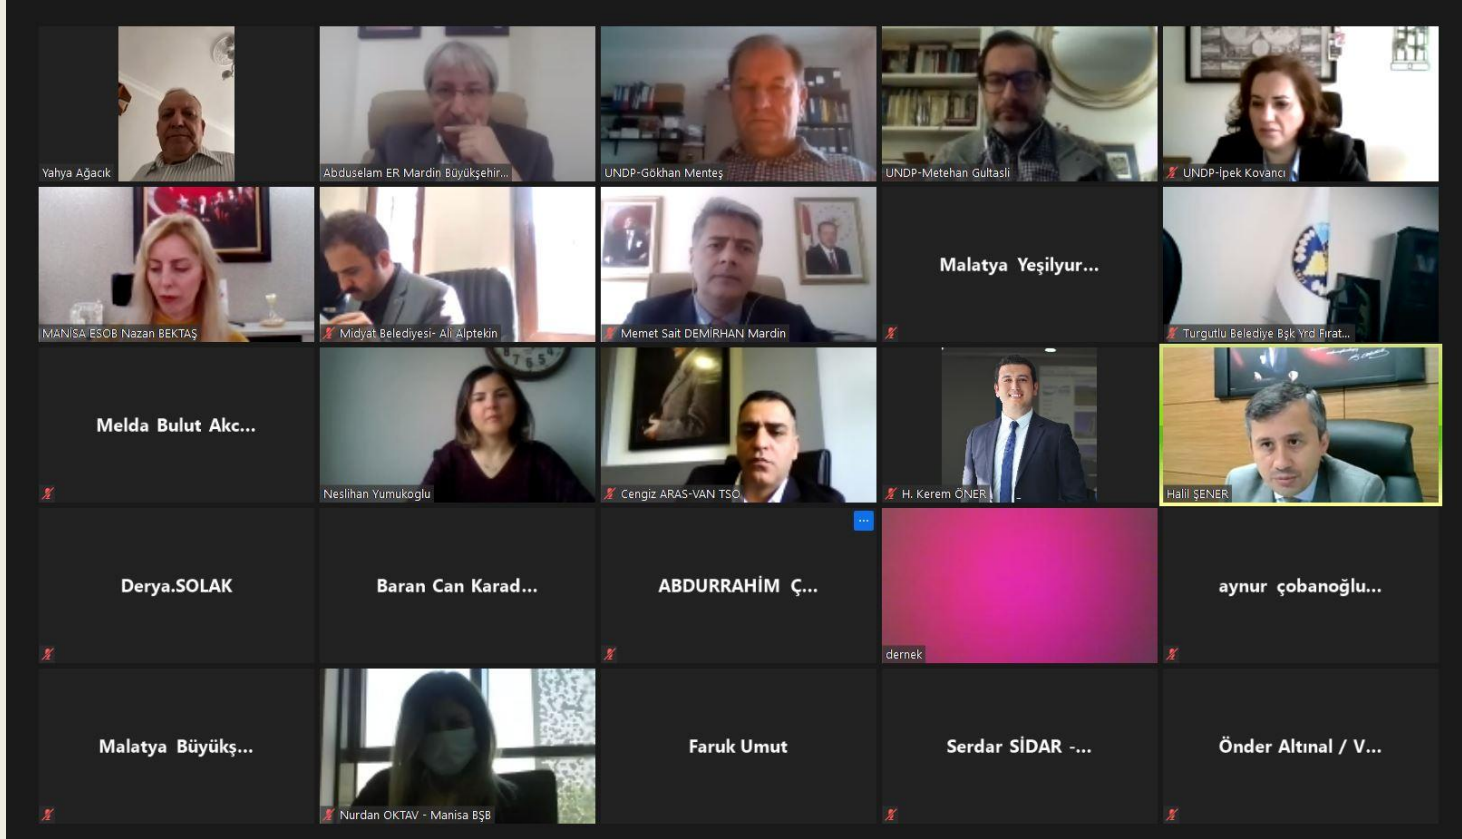 Yahya Ağacık
Abduselam ER Mardin Büyükşehir...
UNDP-Gökhan Menteş
UNDP-Metehan Gültasli
UNDP-İpek Kovancı
MANİSA ESOB Nazan BEKTAŞ
Midyat Belediyesi- Ali Alptekin
Memet Sait DEMİRHAN Mardin
Malatya Yeşilyur...
Turgutlu Belediye Bşk Yrd Fırat...
Melda Bulut Akc...
Neslihan Yumukoglu
Cengiz ARAS-VAN TSO
H. Kerem ÖNER
Halil ŞENER
Derya.SOLAK
Baran Can Karad...
ABDURRAHİM Ç...
dernek
aynur çobanoğlu...
Malatya Büyükş...
Nurdan OKTAV - Manisa BŞB
Faruk Umut
Serdar SİDAR -...
Önder Altınal / V...